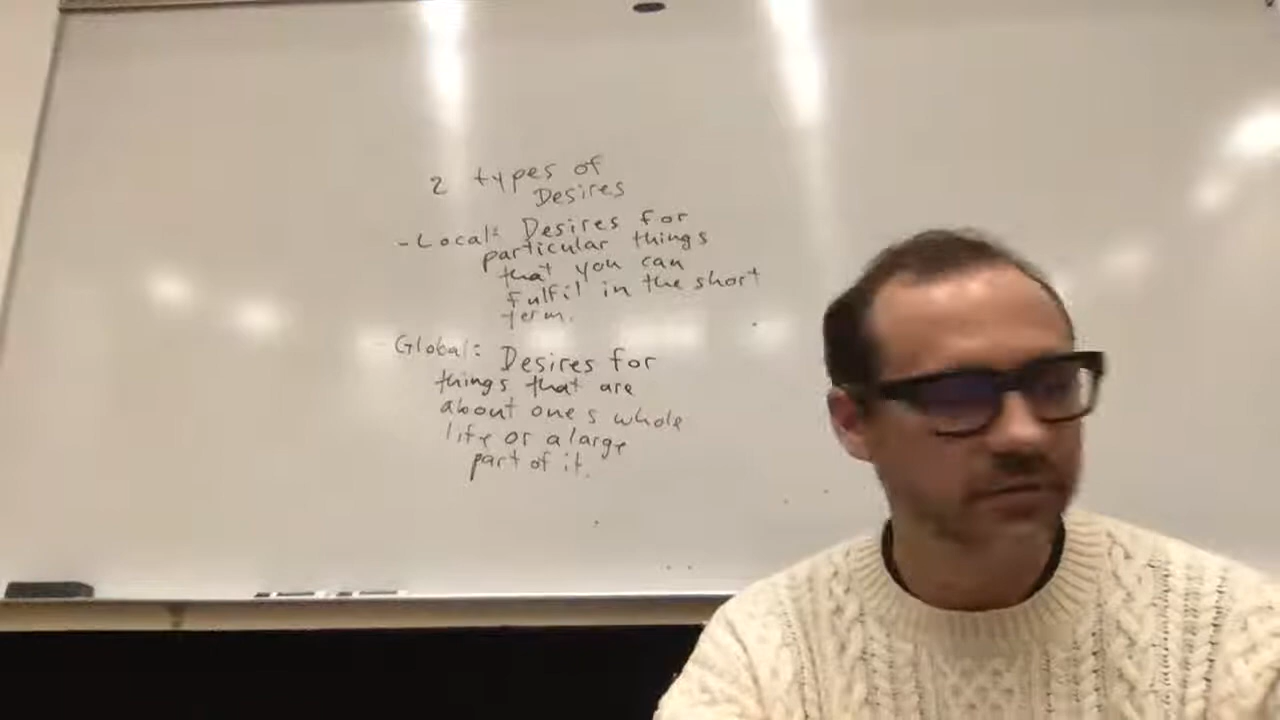 2 types of
Desires
- Local: Desires for
particular things
that you can
fulfil in the short
term.
Global: Desires for
things that are
about one s whole
life or a large
part of it.